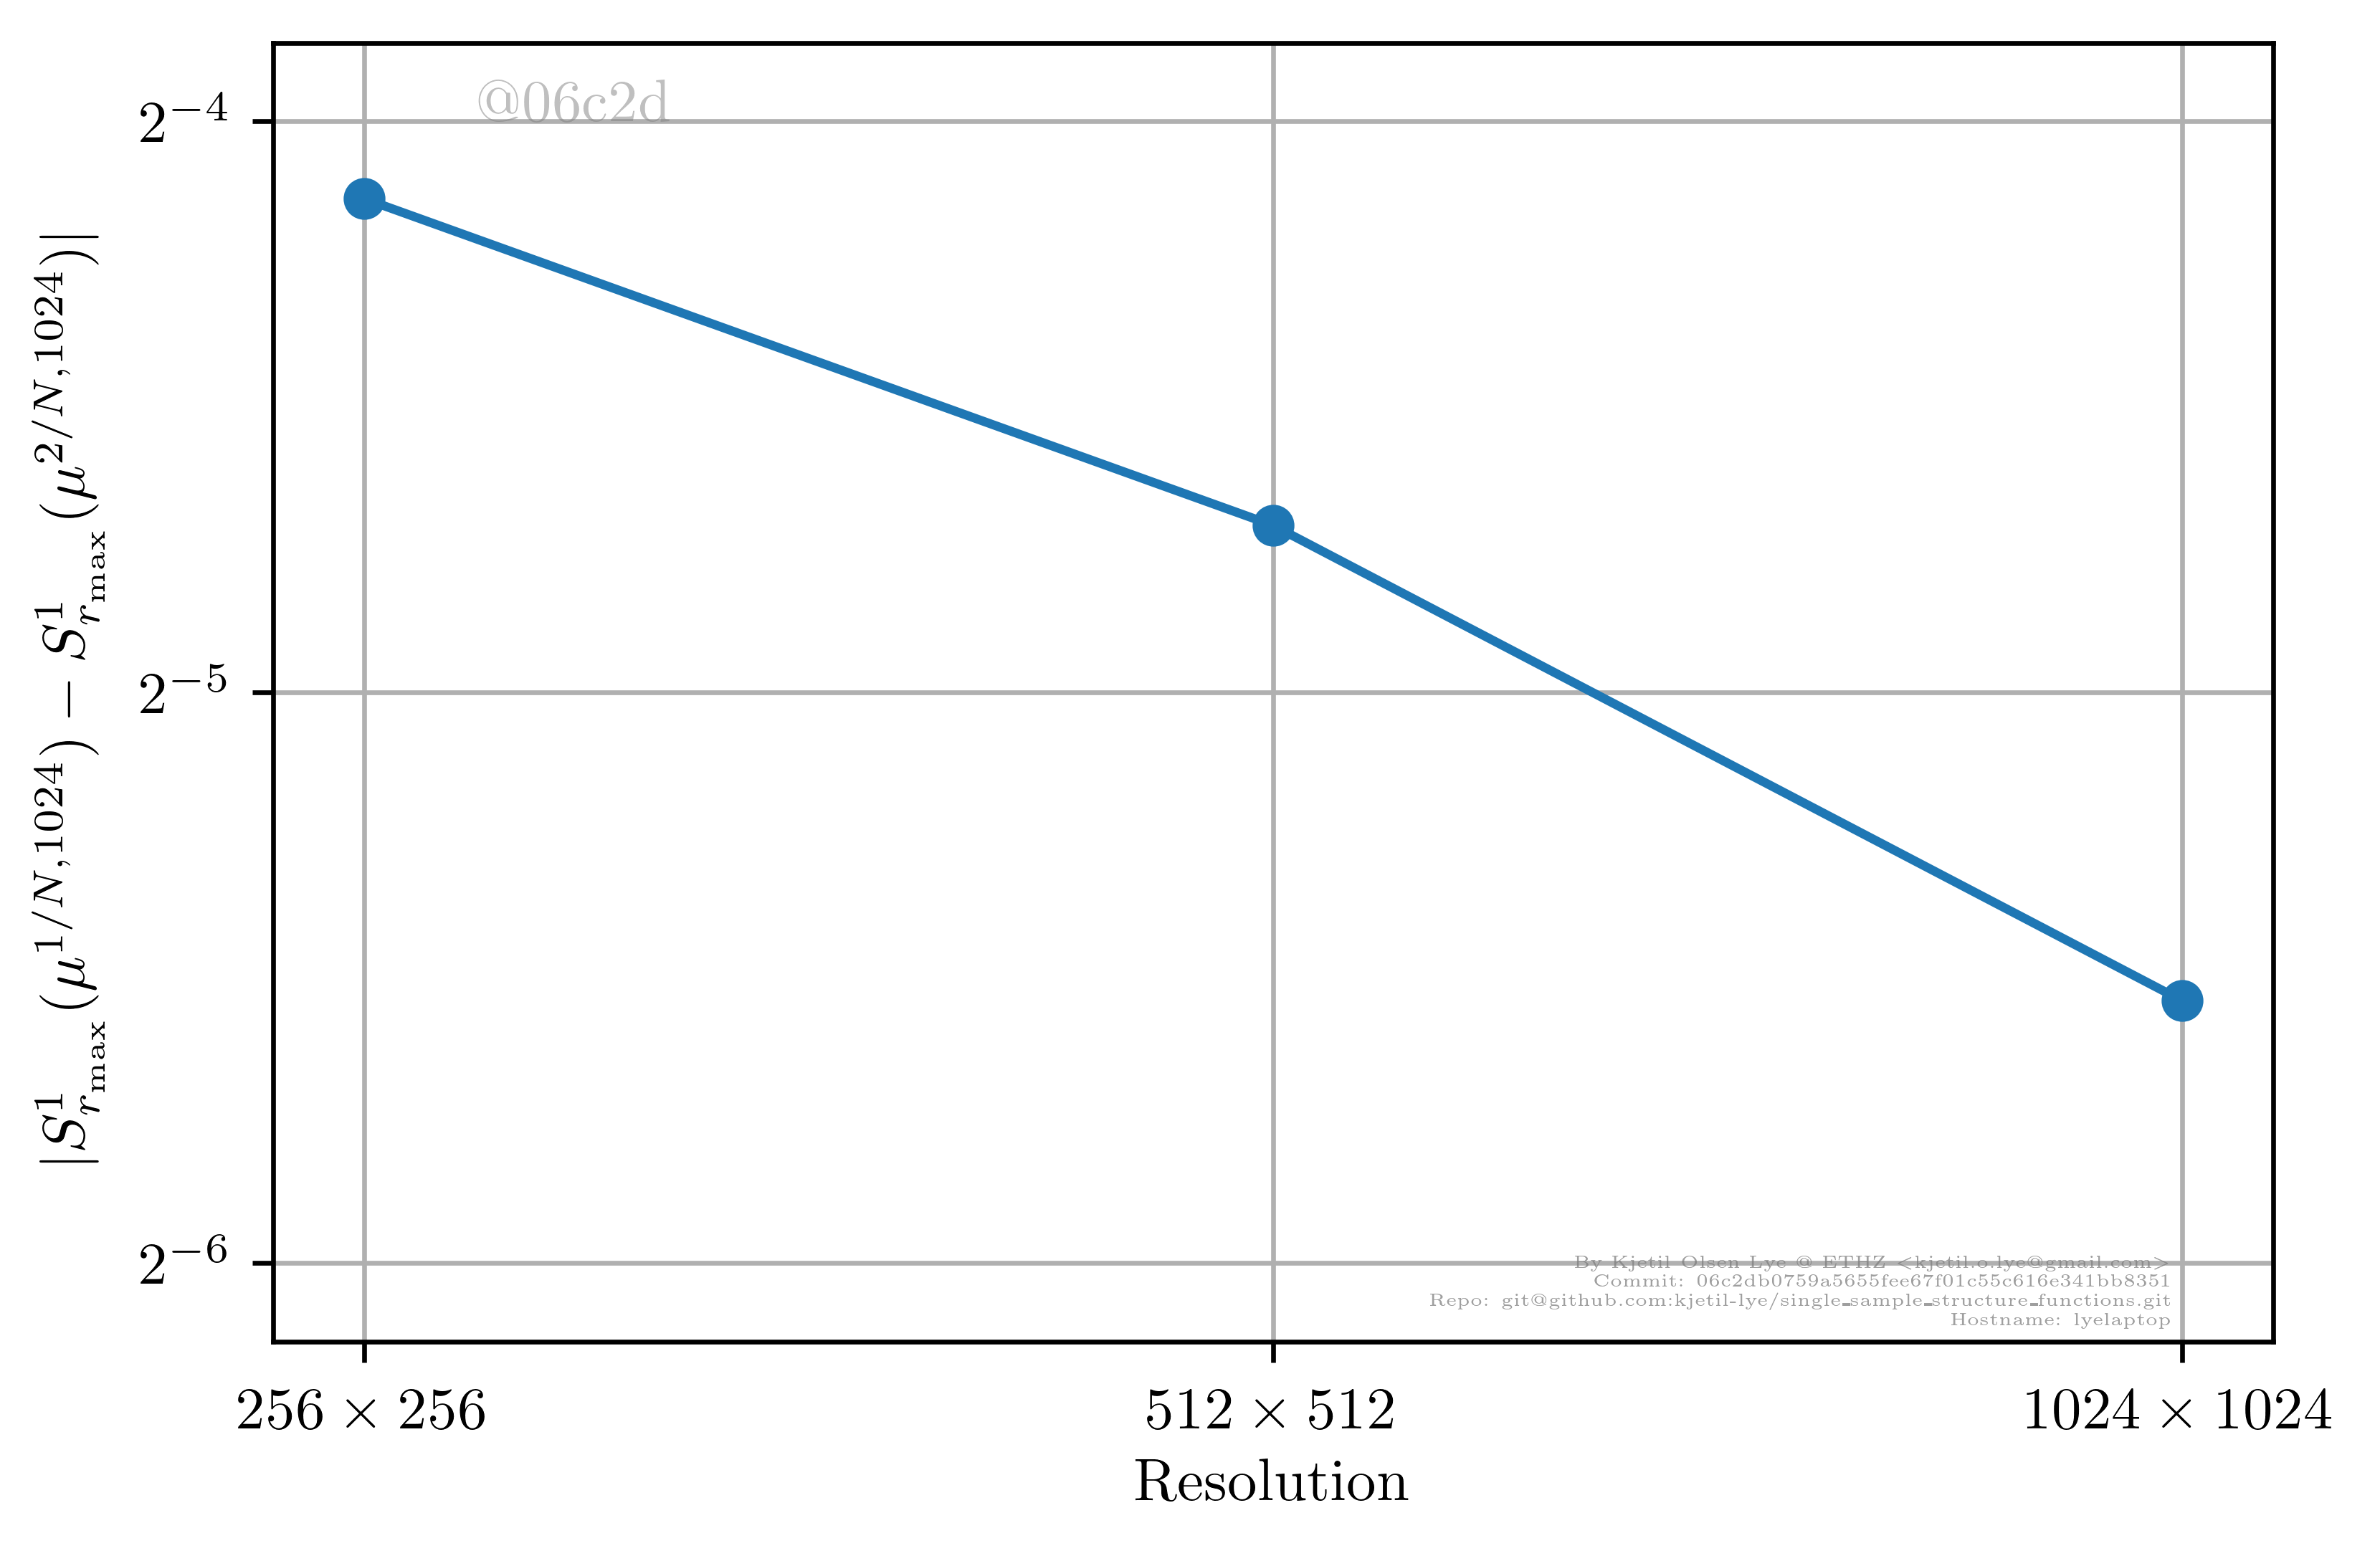 @06c2d
2⁻⁴
2⁻⁵
2⁻⁶
|S¹_{r_max}(μ^{1/N,1024}) − S¹_{r_max}(μ^{2/N,1024})|
By Kjetil Olsen Lye @ ETHZ <kjetil.o.lye@gmail.com>
Commit: 06c2db0759a5655fee67f01c55c616e341bb8351
Repo: git@github.com:kjetil-lye/single_sample_structure_functions.git
Hostname: lyelaptop
256 × 256
512 × 512
1024 × 1024
Resolution